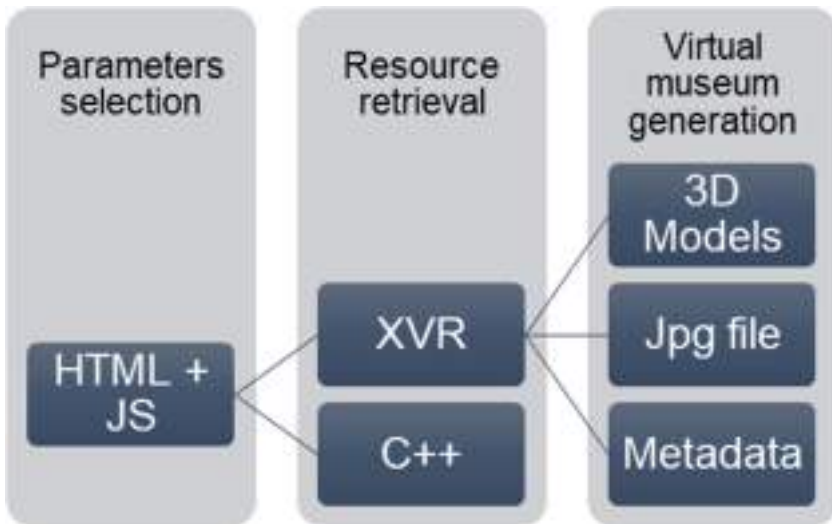 Parameters
selection
HTML +
JS
Resource
retrieval
XVR
C++
Virtual
museum
generation
3D
Models
Jpg file
Metadata